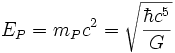 E_P = m_P c^2 = \sqrt{\frac{\hbar c^5}{G}}